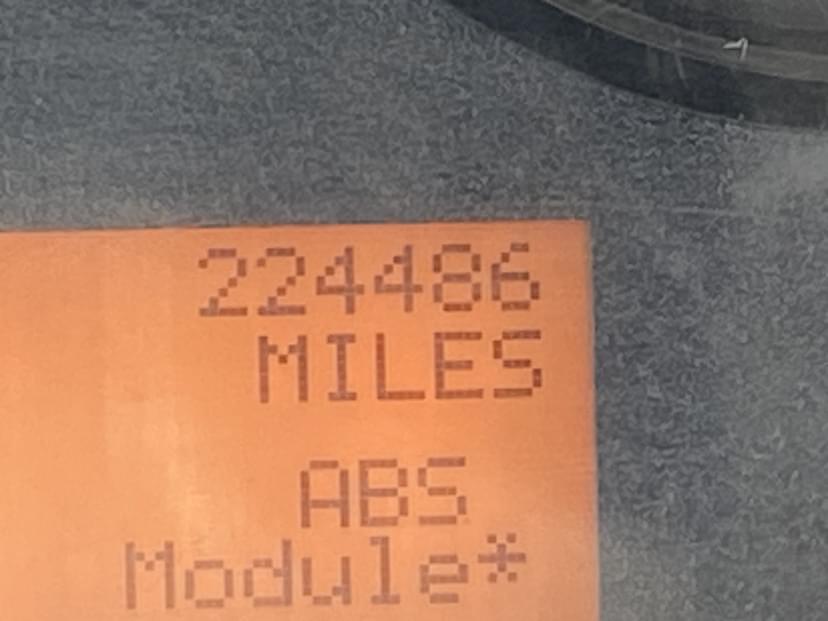 224486
MILES
ABS
Module*